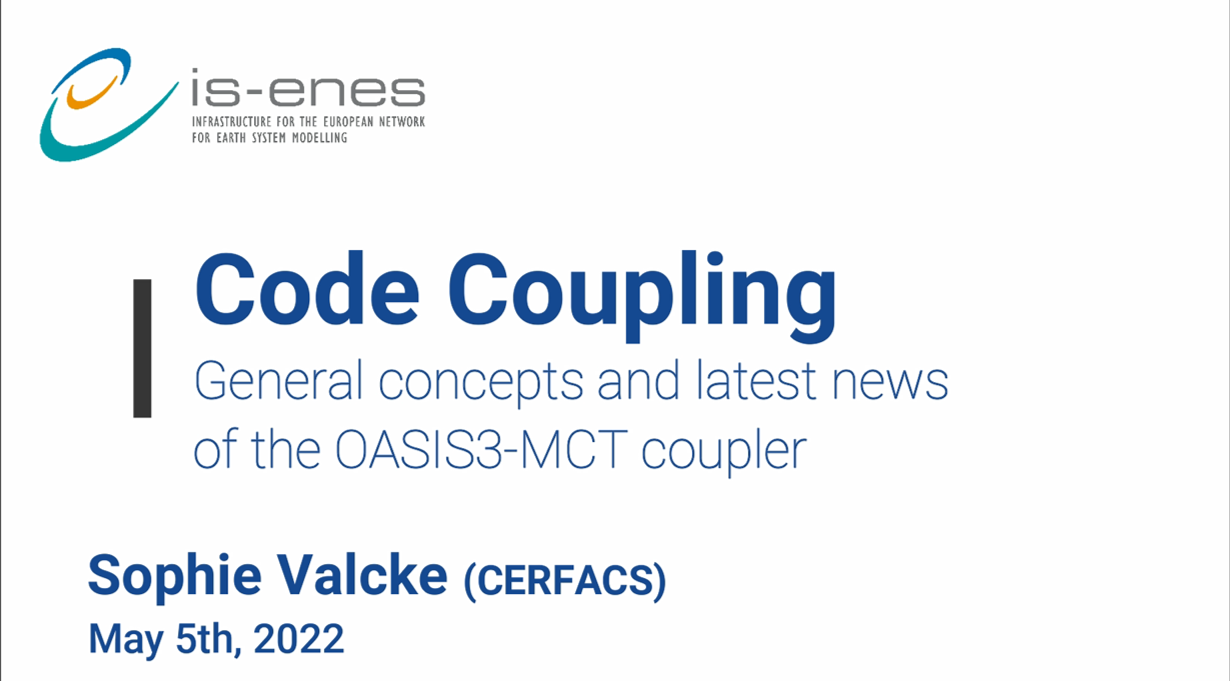 is-enes
INFRASTRUCTURE FOR THE EUROPEAN NETWORK
FOR EARTH SYSTEM MODELLING
Code Coupling
General concepts and latest news
of the OASIS3-MCT coupler
Sophie Valcke (CERFACS)
May 5th, 2022